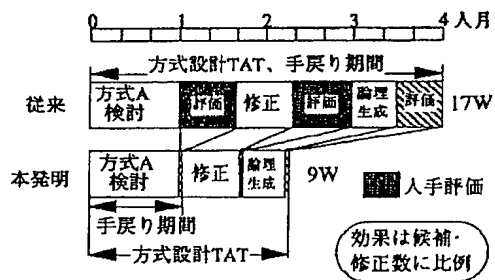 0 1 2 3 4 人月
方式設計TAT、手戻り期間
従来
方式A
検討
評価
修正
評価
論理
生成
評価
17W
本発明
方式A
検討
修正
論理
生成
9W
人手評価
手戻り期間
方式設計TAT
効果は候補・
修正数に比例